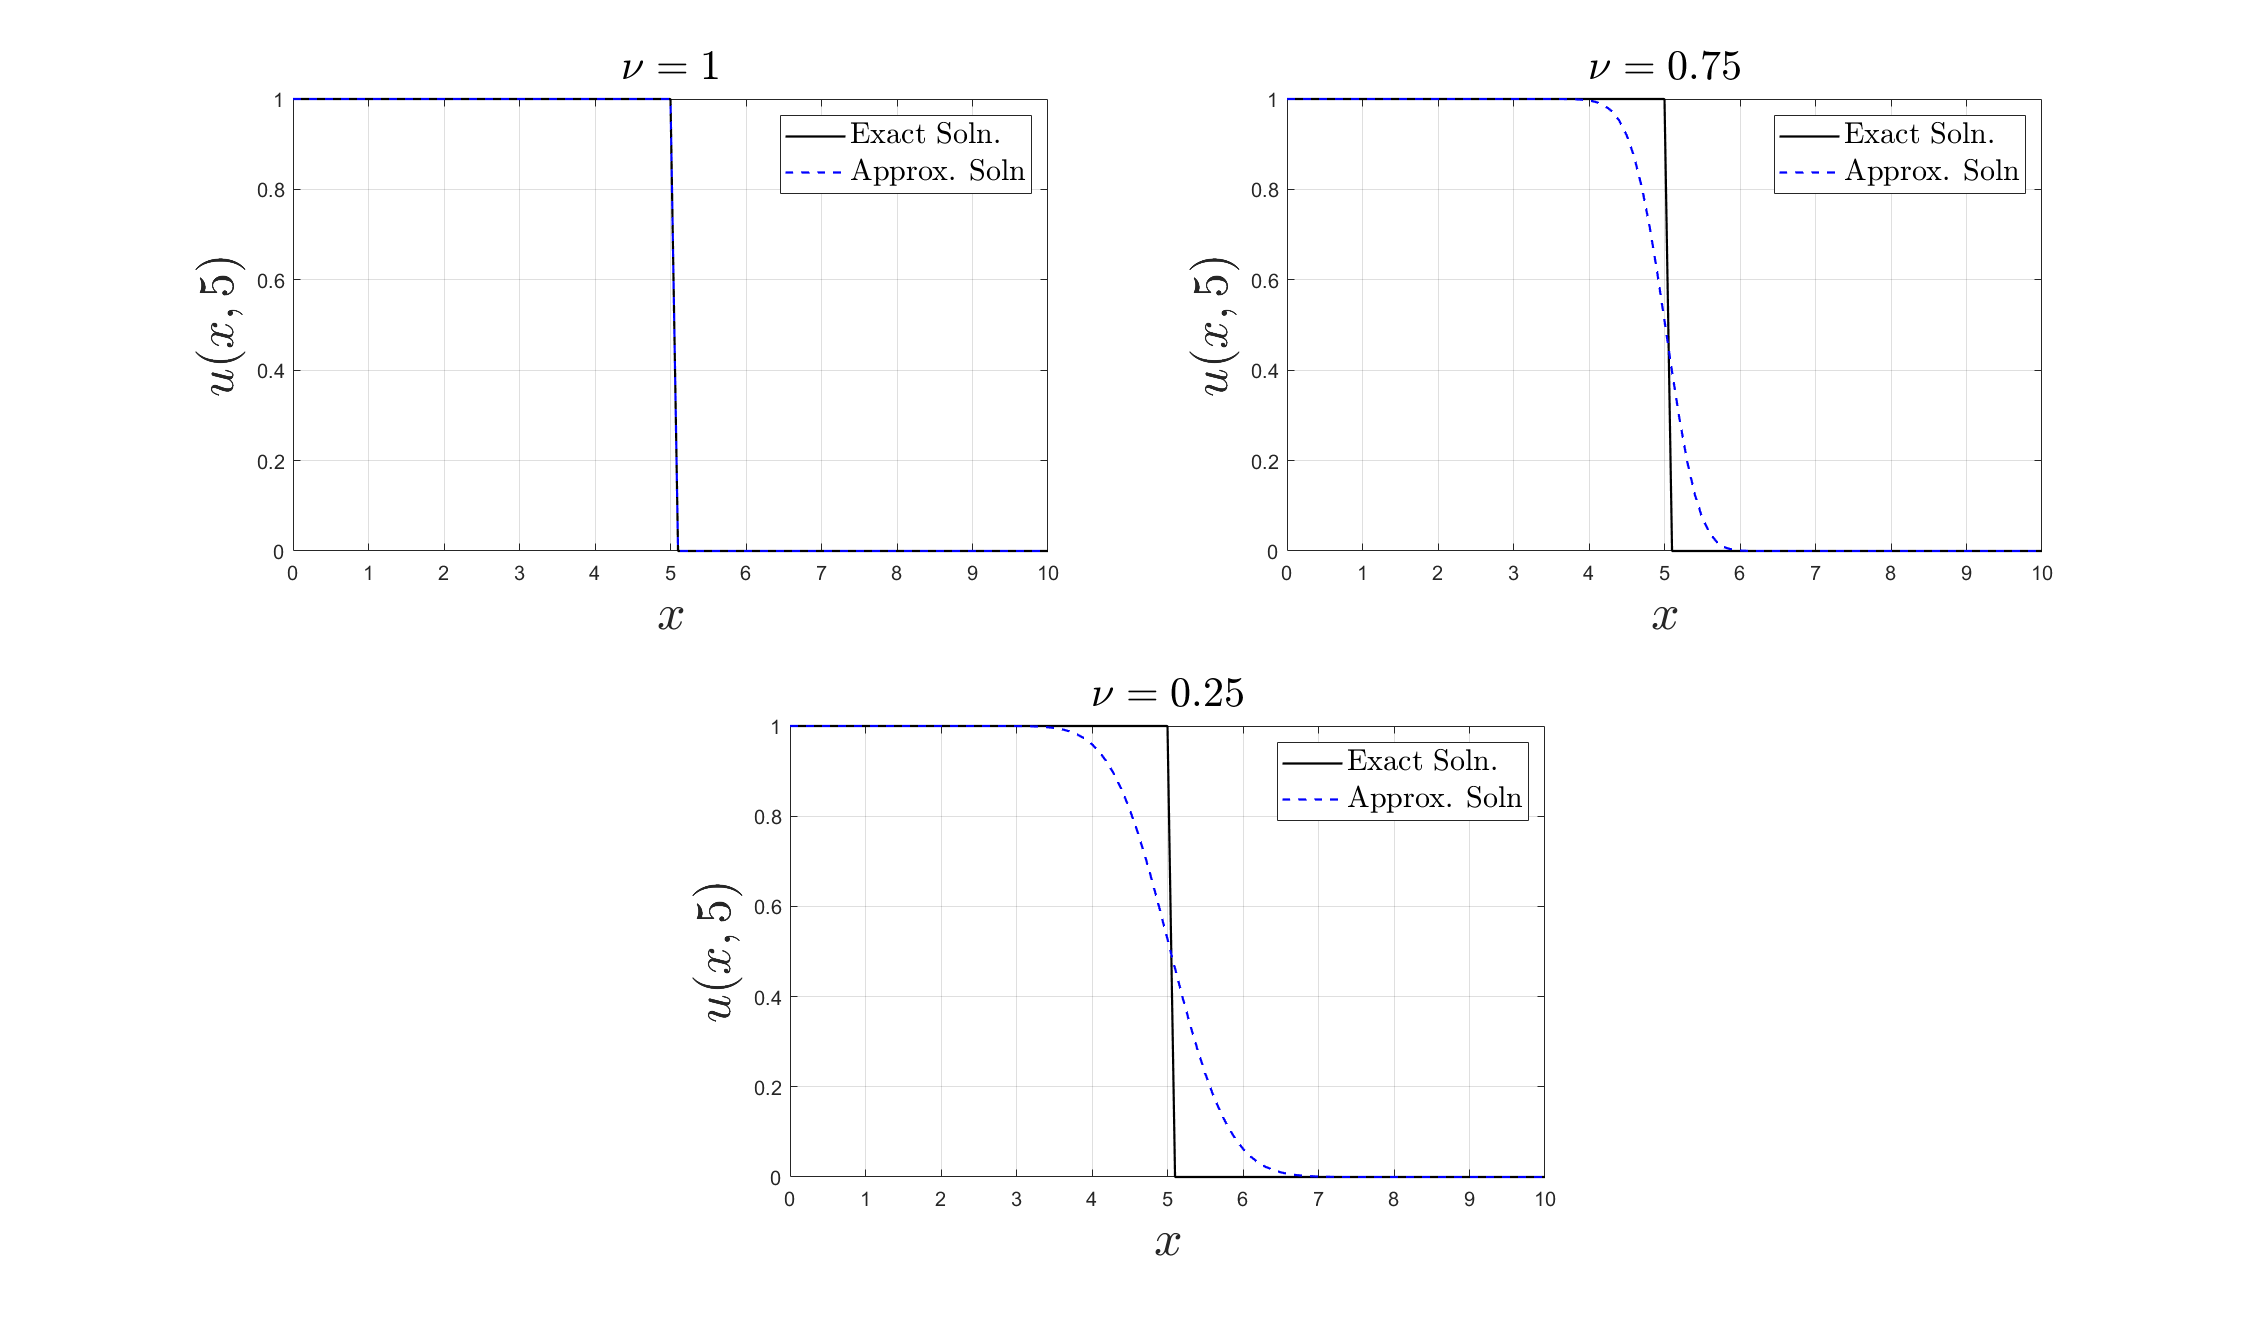 ν = 1
Exact Soln.
Approx. Soln
u(x, 5)
1
0.8
0.6
0.4
0.2
0
0 1 2 3 4 5 6 7 8 9 10
x
ν = 0.75
Exact Soln.
Approx. Soln
u(x, 5)
1
0.8
0.6
0.4
0.2
0
0 1 2 3 4 5 6 7 8 9 10
x
ν = 0.25
Exact Soln.
Approx. Soln
u(x, 5)
1
0.8
0.6
0.4
0.2
0
0 1 2 3 4 5 6 7 8 9 10
x